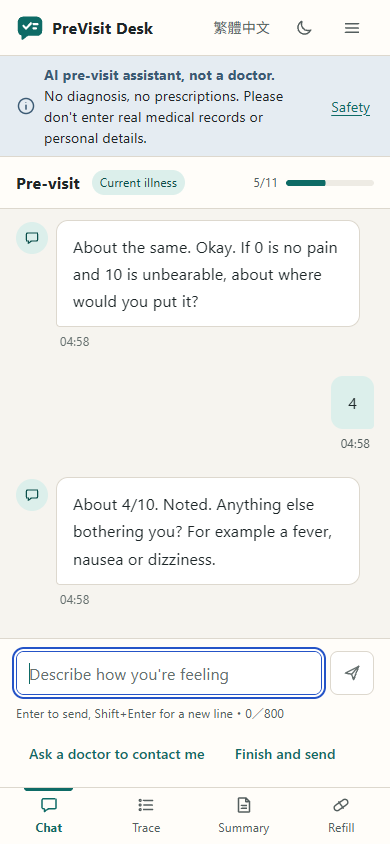 PreVisit Desk
繁體中文
AI pre-visit assistant, not a doctor.
No diagnosis, no prescriptions. Please
don't enter real medical records or
personal details.
Safety
Pre-visit
Current illness
5/11
About the same. Okay. If 0 is no pain
and 10 is unbearable, about where
would you put it?
04:58
4
04:58
About 4/10. Noted. Anything else
bothering you? For example a fever,
nausea or dizziness.
04:58
Describe how you're feeling
Enter to send, Shift+Enter for a new line・0／800
Ask a doctor to contact me
Finish and send
Chat
Trace
Summary
Refill